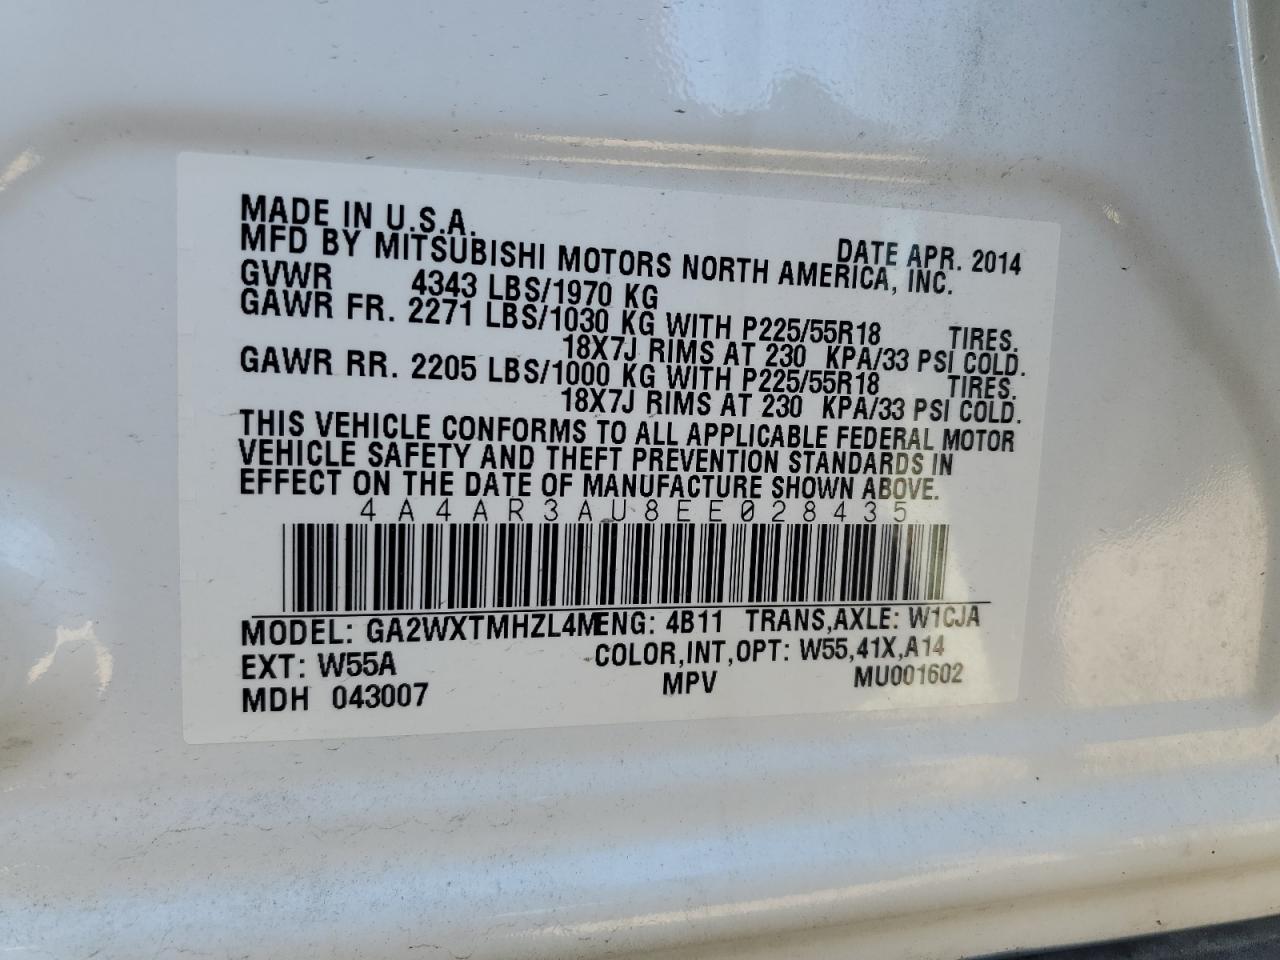 MADE IN U.S.A. DATE APR. 2014
MFD BY MITSUBISHI MOTORS NORTH AMERICA, INC.
GVWR 4343 LBS/1970 KG
GAWR FR. 2271 LBS/1030 KG WITH P225/55R18 TIRES.
18X7J RIMS AT 230 KPA/33 PSI COLD.
GAWR RR. 2205 LBS/1000 KG WITH P225/55R18 TIRES.
18X7J RIMS AT 230 KPA/33 PSI COLD.
THIS VEHICLE CONFORMS TO ALL APPLICABLE FEDERAL MOTOR
VEHICLE SAFETY AND THEFT PREVENTION STANDARDS IN
EFFECT ON THE DATE OF MANUFACTURE SHOWN ABOVE.
4A4AR3AU8EE028435
MODEL: GA2WXTMHZL4M ENG: 4B11 TRANS,AXLE: W1CJA
EXT: W55A COLOR,INT,OPT: W55,41X,A14
MDH 043007 MPV MU001602